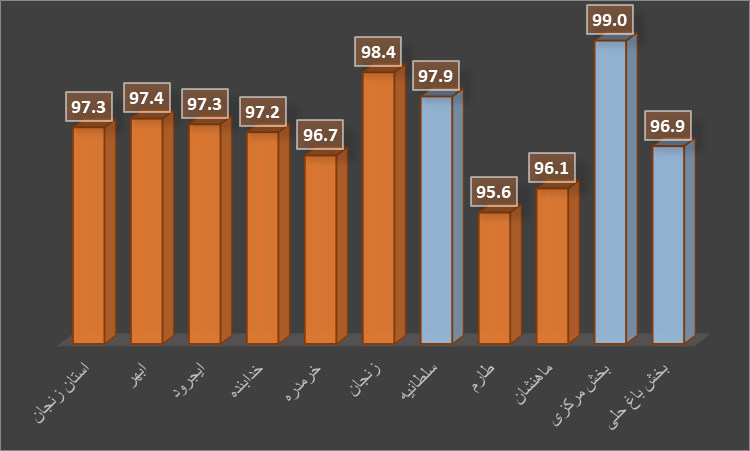 97.3
97.4
97.3
97.2
96.7
98.4
97.9
95.6
96.1
99.0
96.9
استان زنجان
ابهر
ایجرود
خدابنده
خرمدره
زنجان
سلطانیه
طارم
ماهنشان
بخش مرکزی
بخش باغ حلی